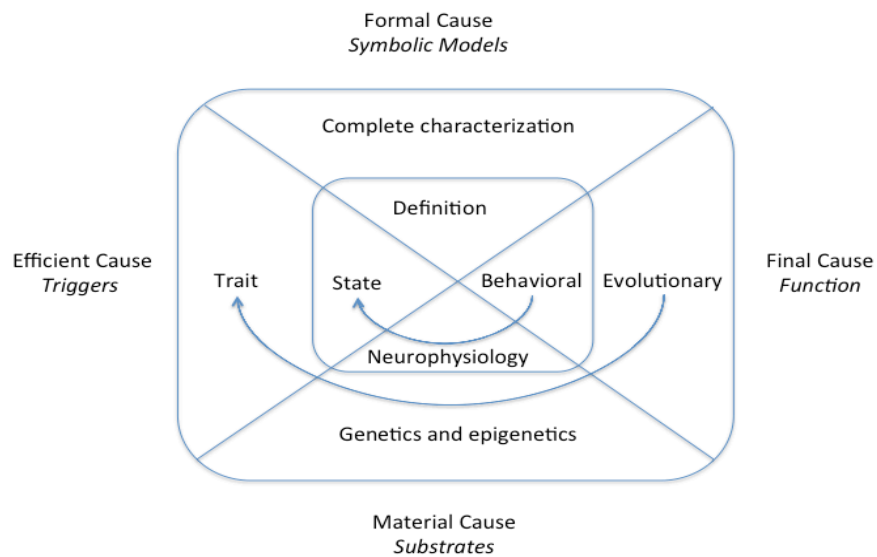 Formal Cause
Symbolic Models
Complete characterization
Definition
Efficient Cause
Triggers
Trait
State
Behavioral
Evolutionary
Final Cause
Function
Neurophysiology
Genetics and epigenetics
Material Cause
Substrates